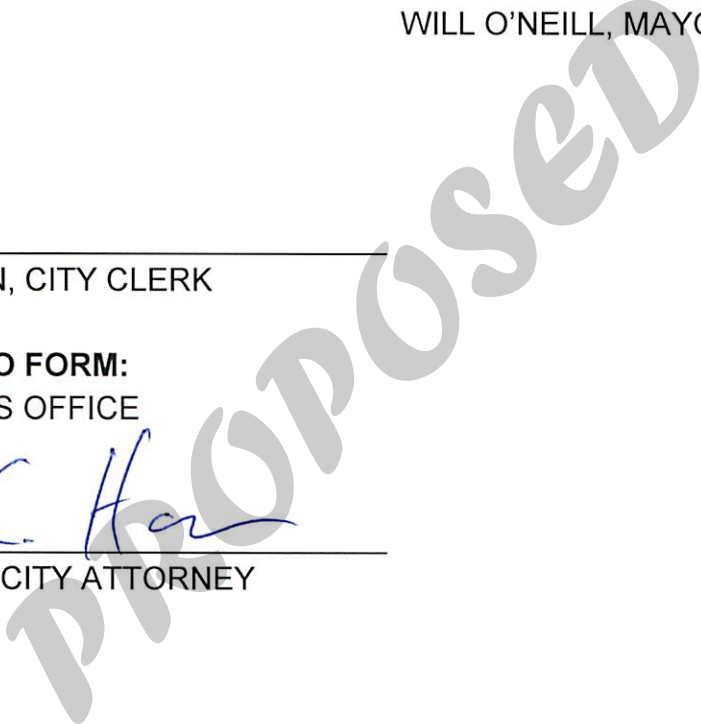 WILL O'NEILL, MAYO
N, CITY CLERK
O FORM:
S OFFICE
CITY ATTORNEY
PROPOSED